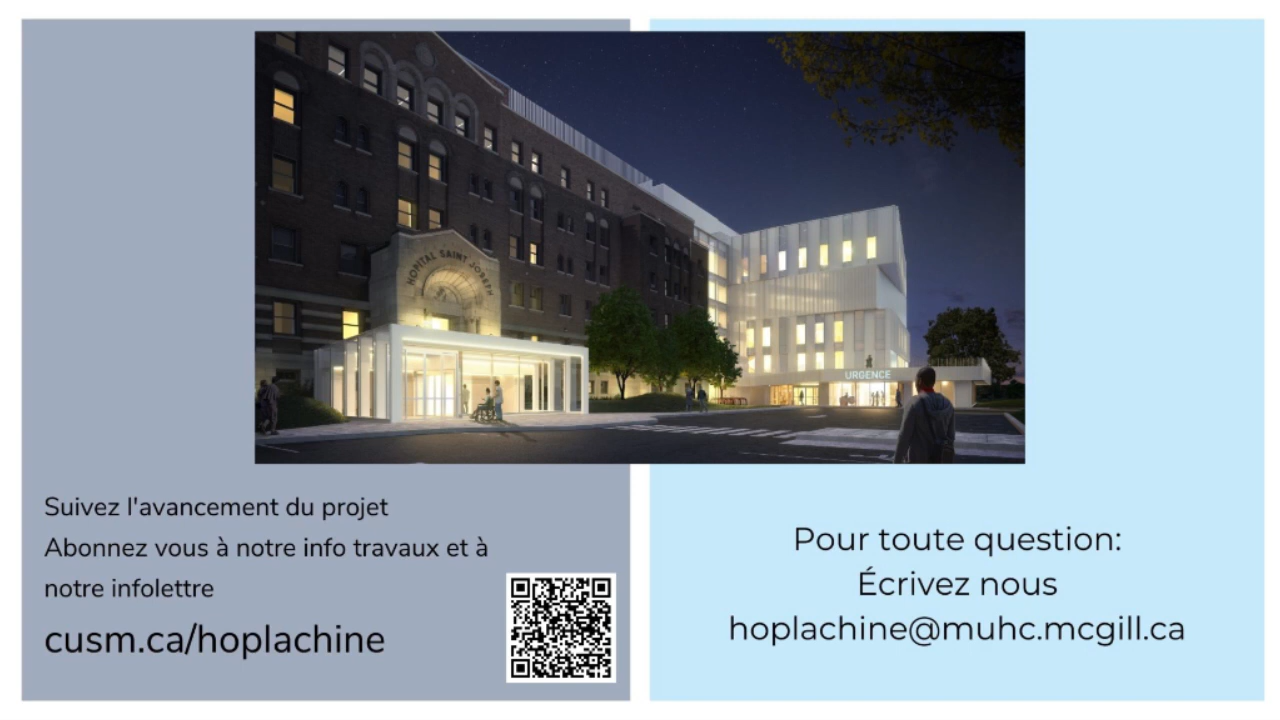 HOPITAL SAINT JOSEPH
URGENCE
Suivez l'avancement du projet
Abonnez vous à notre info travaux et à
notre infolettre
cusm.ca/hoplachine
Pour toute question:
Écrivez nous
hoplachine@muhc.mcgill.ca